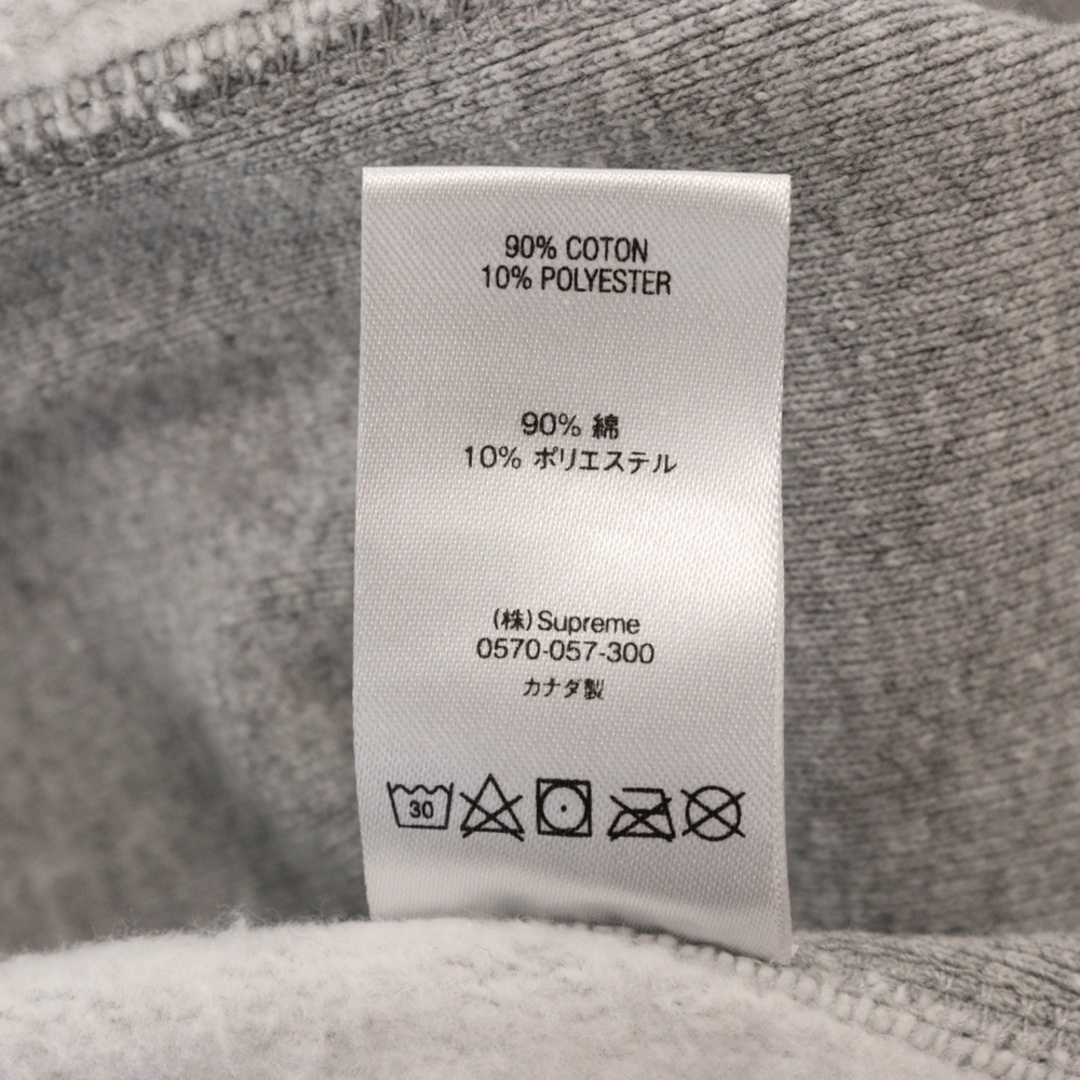 90% COTON
10% POLYESTER
90% 綿
10% ポリエステル
(株)Supreme
0570-057-300
カナダ製
30